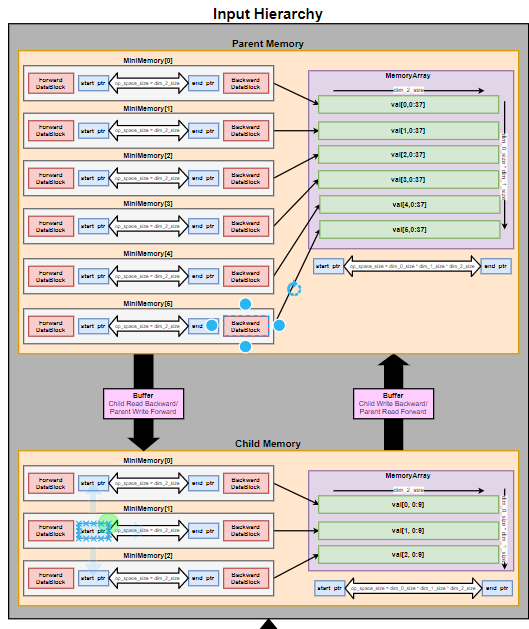 Input Hierarchy
Parent Memory
MiniMemory[0]
Forward
DataBlock
start ptr
op_space_size = dim_2_size
end ptr
Backward
DataBlock
MiniMemory[1]
Forward
DataBlock
start ptr
op_space_size = dim_2_size
end ptr
Backward
DataBlock
MiniMemory[2]
Forward
DataBlock
start ptr
op_space_size = dim_2_size
end ptr
Backward
DataBlock
MiniMemory[3]
Forward
DataBlock
start ptr
op_space_size = dim_2_size
end ptr
Backward
DataBlock
MiniMemory[4]
Forward
DataBlock
start ptr
op_space_size = dim_2_size
end ptr
Backward
DataBlock
MiniMemory[5]
Forward
DataBlock
start ptr
op_space_size = dim_2_size
end
Backward
DataBlock
MemoryArray
dim_2_size
val[0,0:37]
val[1,0:37]
val[2,0:37]
val[3,0:37]
val[4,0:37]
val[5,0:37]
dim_0_size * dim_1_size
start ptr
op_space_size = dim_0_size * dim_1_size * dim_2_size
end ptr
Buffer
Child Read Backward/
Parent Write Forward
Buffer
Child Write Backward/
Parent Read Forward
Child Memory
MiniMemory[0]
Forward
DataBlock
start ptr
op_space_size = dim_2_size
end ptr
Backward
DataBlock
MiniMemory[1]
Forward
DataBlock
start ptr
op_space_size = dim_2_size
end ptr
Backward
DataBlock
MiniMemory[2]
Forward
DataBlock
start ptr
op_space_size = dim_2_size
end ptr
Backward
DataBlock
MemoryArray
dim_2_size
val[0, 0:9]
val[1, 0:9]
val[2, 0:9]
dim_0_size * dim_1_size
start ptr
op_space_size = dim_0_size * dim_1_size * dim_2_size
end ptr